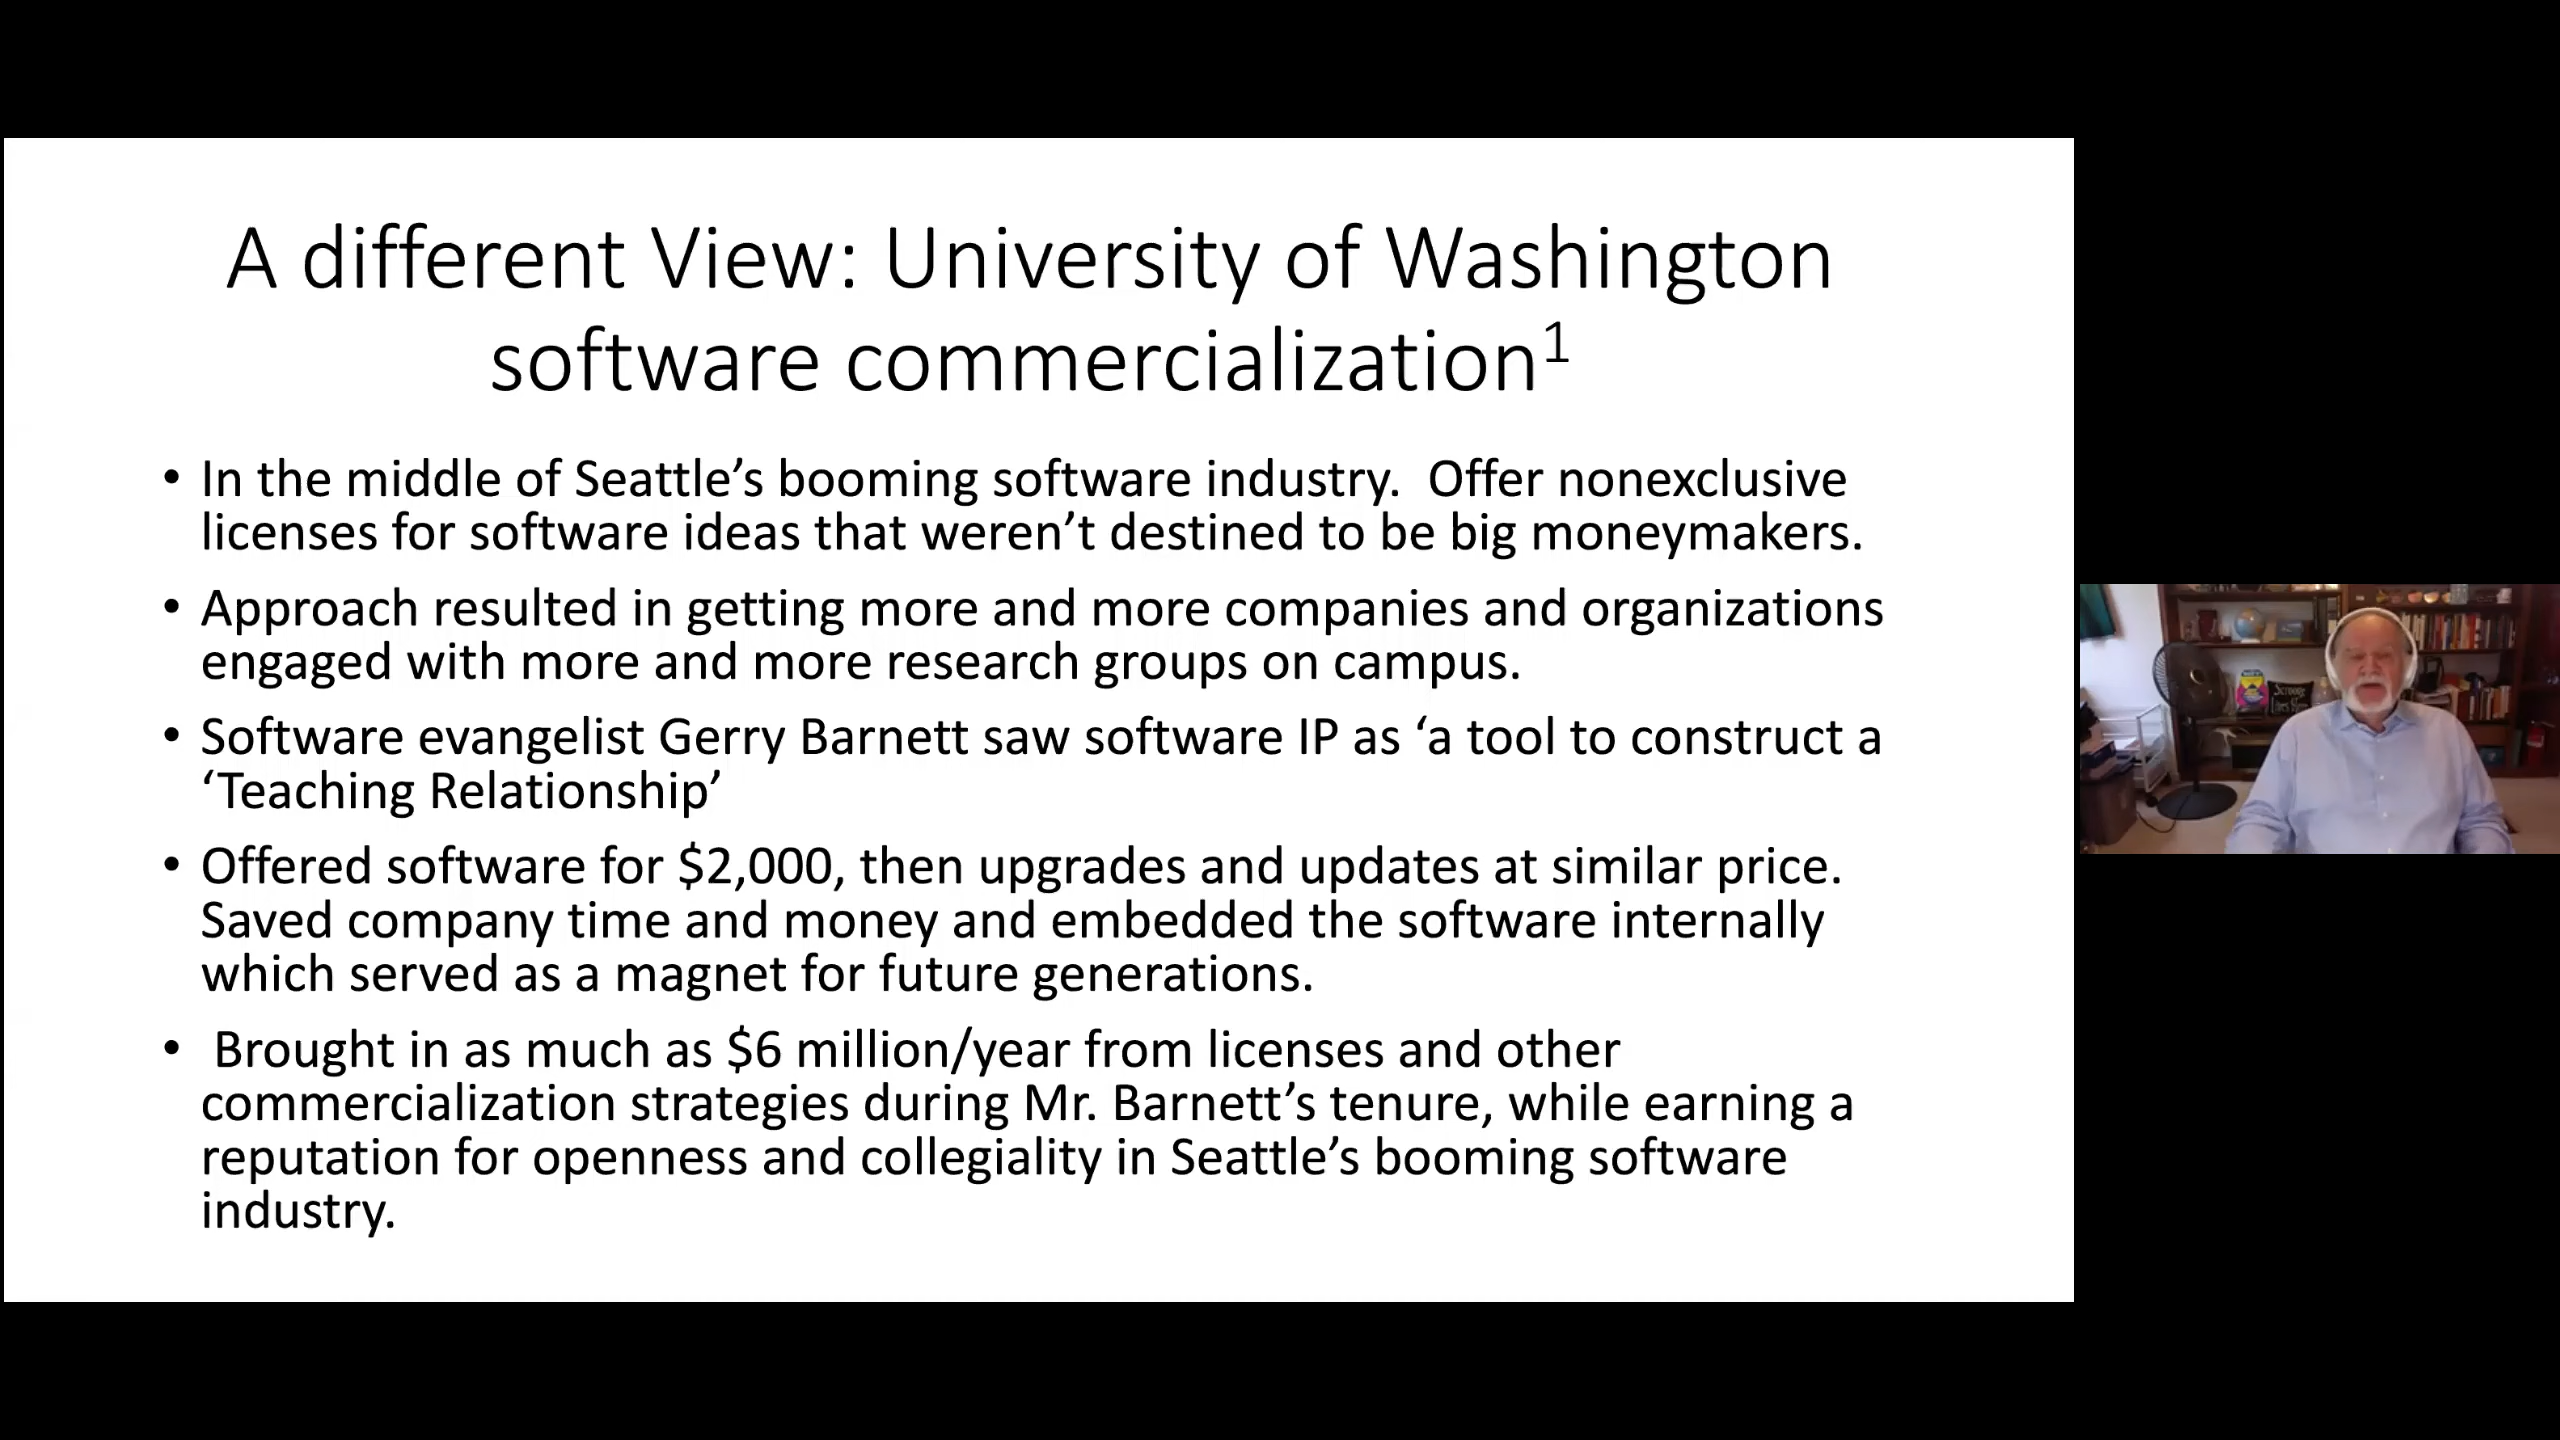 A different View: University of Washington
software commercialization¹
• In the middle of Seattle’s booming software industry.  Offer nonexclusive
licenses for software ideas that weren’t destined to be big moneymakers.
• Approach resulted in getting more and more companies and organizations
engaged with more and more research groups on campus.
• Software evangelist Gerry Barnett saw software IP as ‘a tool to construct a
‘Teaching Relationship’
• Offered software for $2,000, then upgrades and updates at similar price.
Saved company time and money and embedded the software internally
which served as a magnet for future generations.
•  Brought in as much as $6 million/year from licenses and other
commercialization strategies during Mr. Barnett’s tenure, while earning a
reputation for openness and collegiality in Seattle’s booming software
industry.